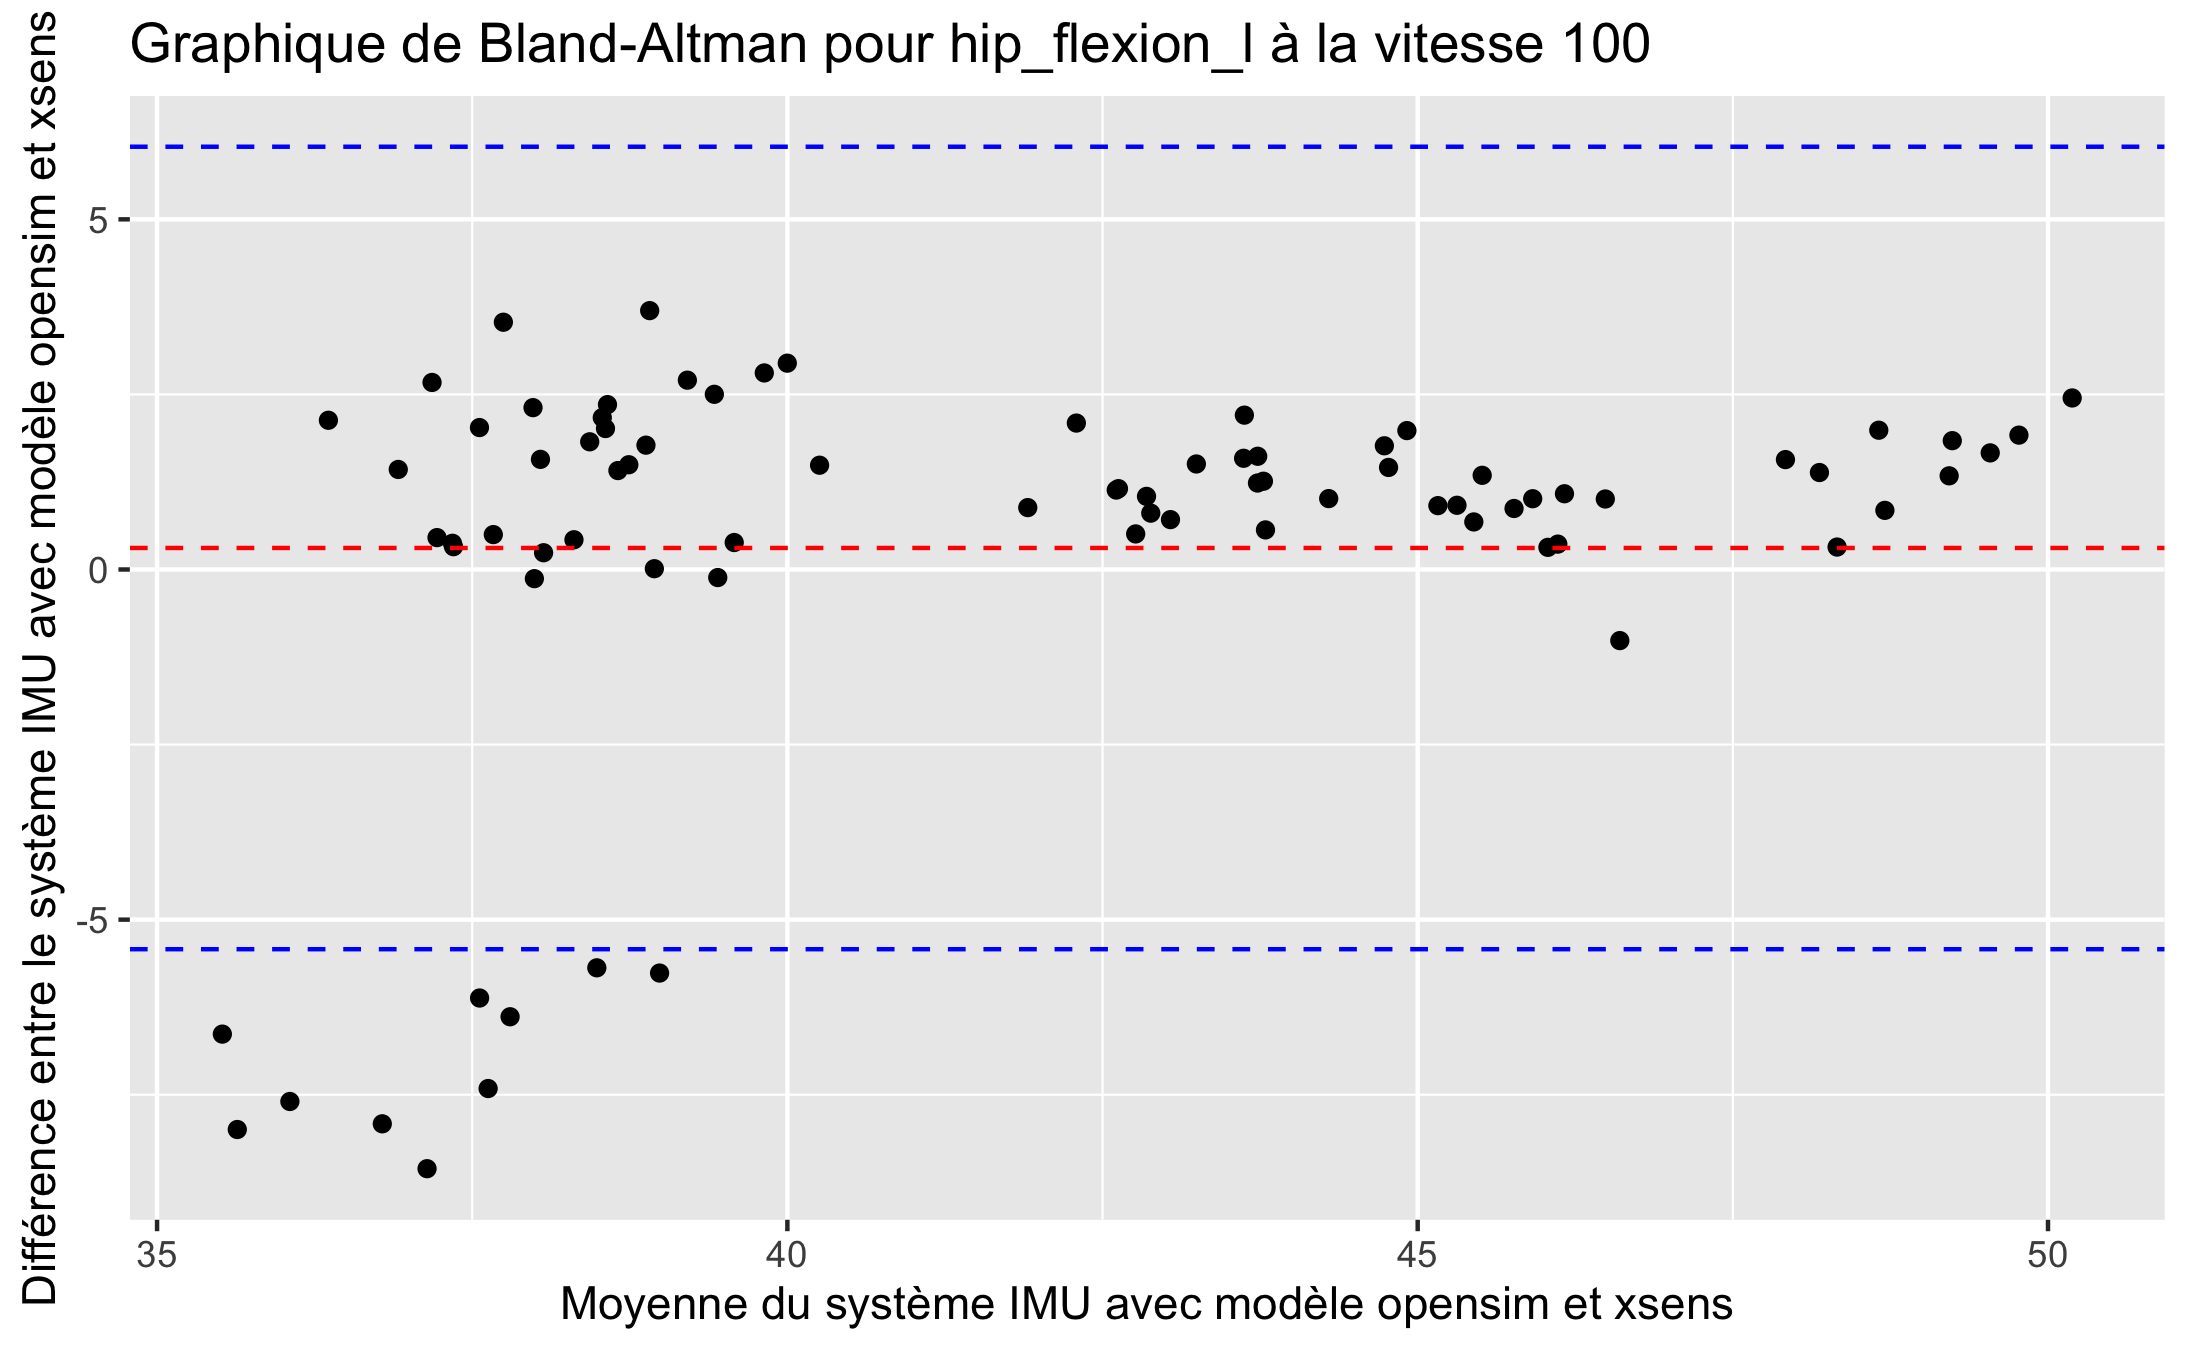 Graphique de Bland-Altman pour hip_flexion_l à la vitesse 100
Différence entre le système IMU avec modèle opensim et xsens
5
0
-5
35
40
45
50
Moyenne du système IMU avec modèle opensim et xsens